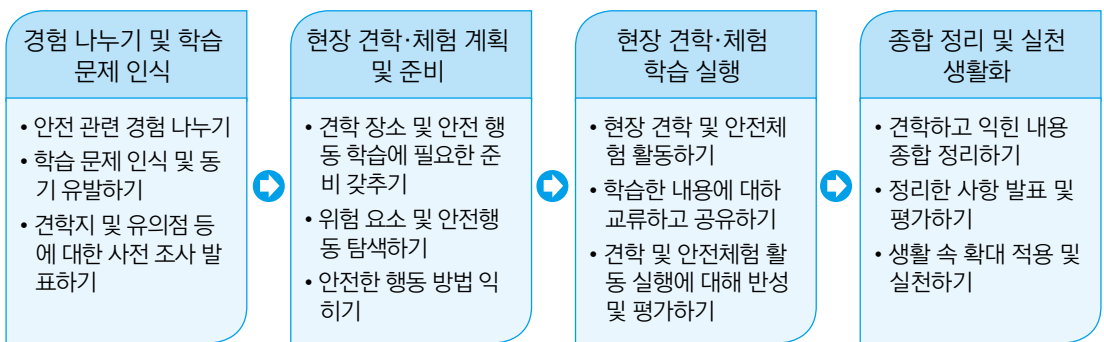 경험 나누기 및 학습
문제 인식
• 안전 관련 경험 나누기
• 학습 문제 인식 및 동
기 유발하기
• 견학지 및 유의점 등
에 대한 사전 조사 발
표하기
현장 견학·체험 계획
및 준비
• 견학 장소 및 안전 행
동 학습에 필요한 준
비 갖추기
• 위험 요소 및 안전행
동 탐색하기
• 안전한 행동 방법 익
히기
현장 견학·체험
학습 실행
• 현장 견학 및 안전체
험 활동하기
• 학습한 내용에 대하
교류하고 공유하기
• 견학 및 안전체험 활
동 실행에 대해 반성
및 평가하기
종합 정리 및 실천
생활화
• 견학하고 익힌 내용
종합 정리하기
• 정리한 사항 발표 및
평가하기
• 생활 속 확대 적용 및
실천하기